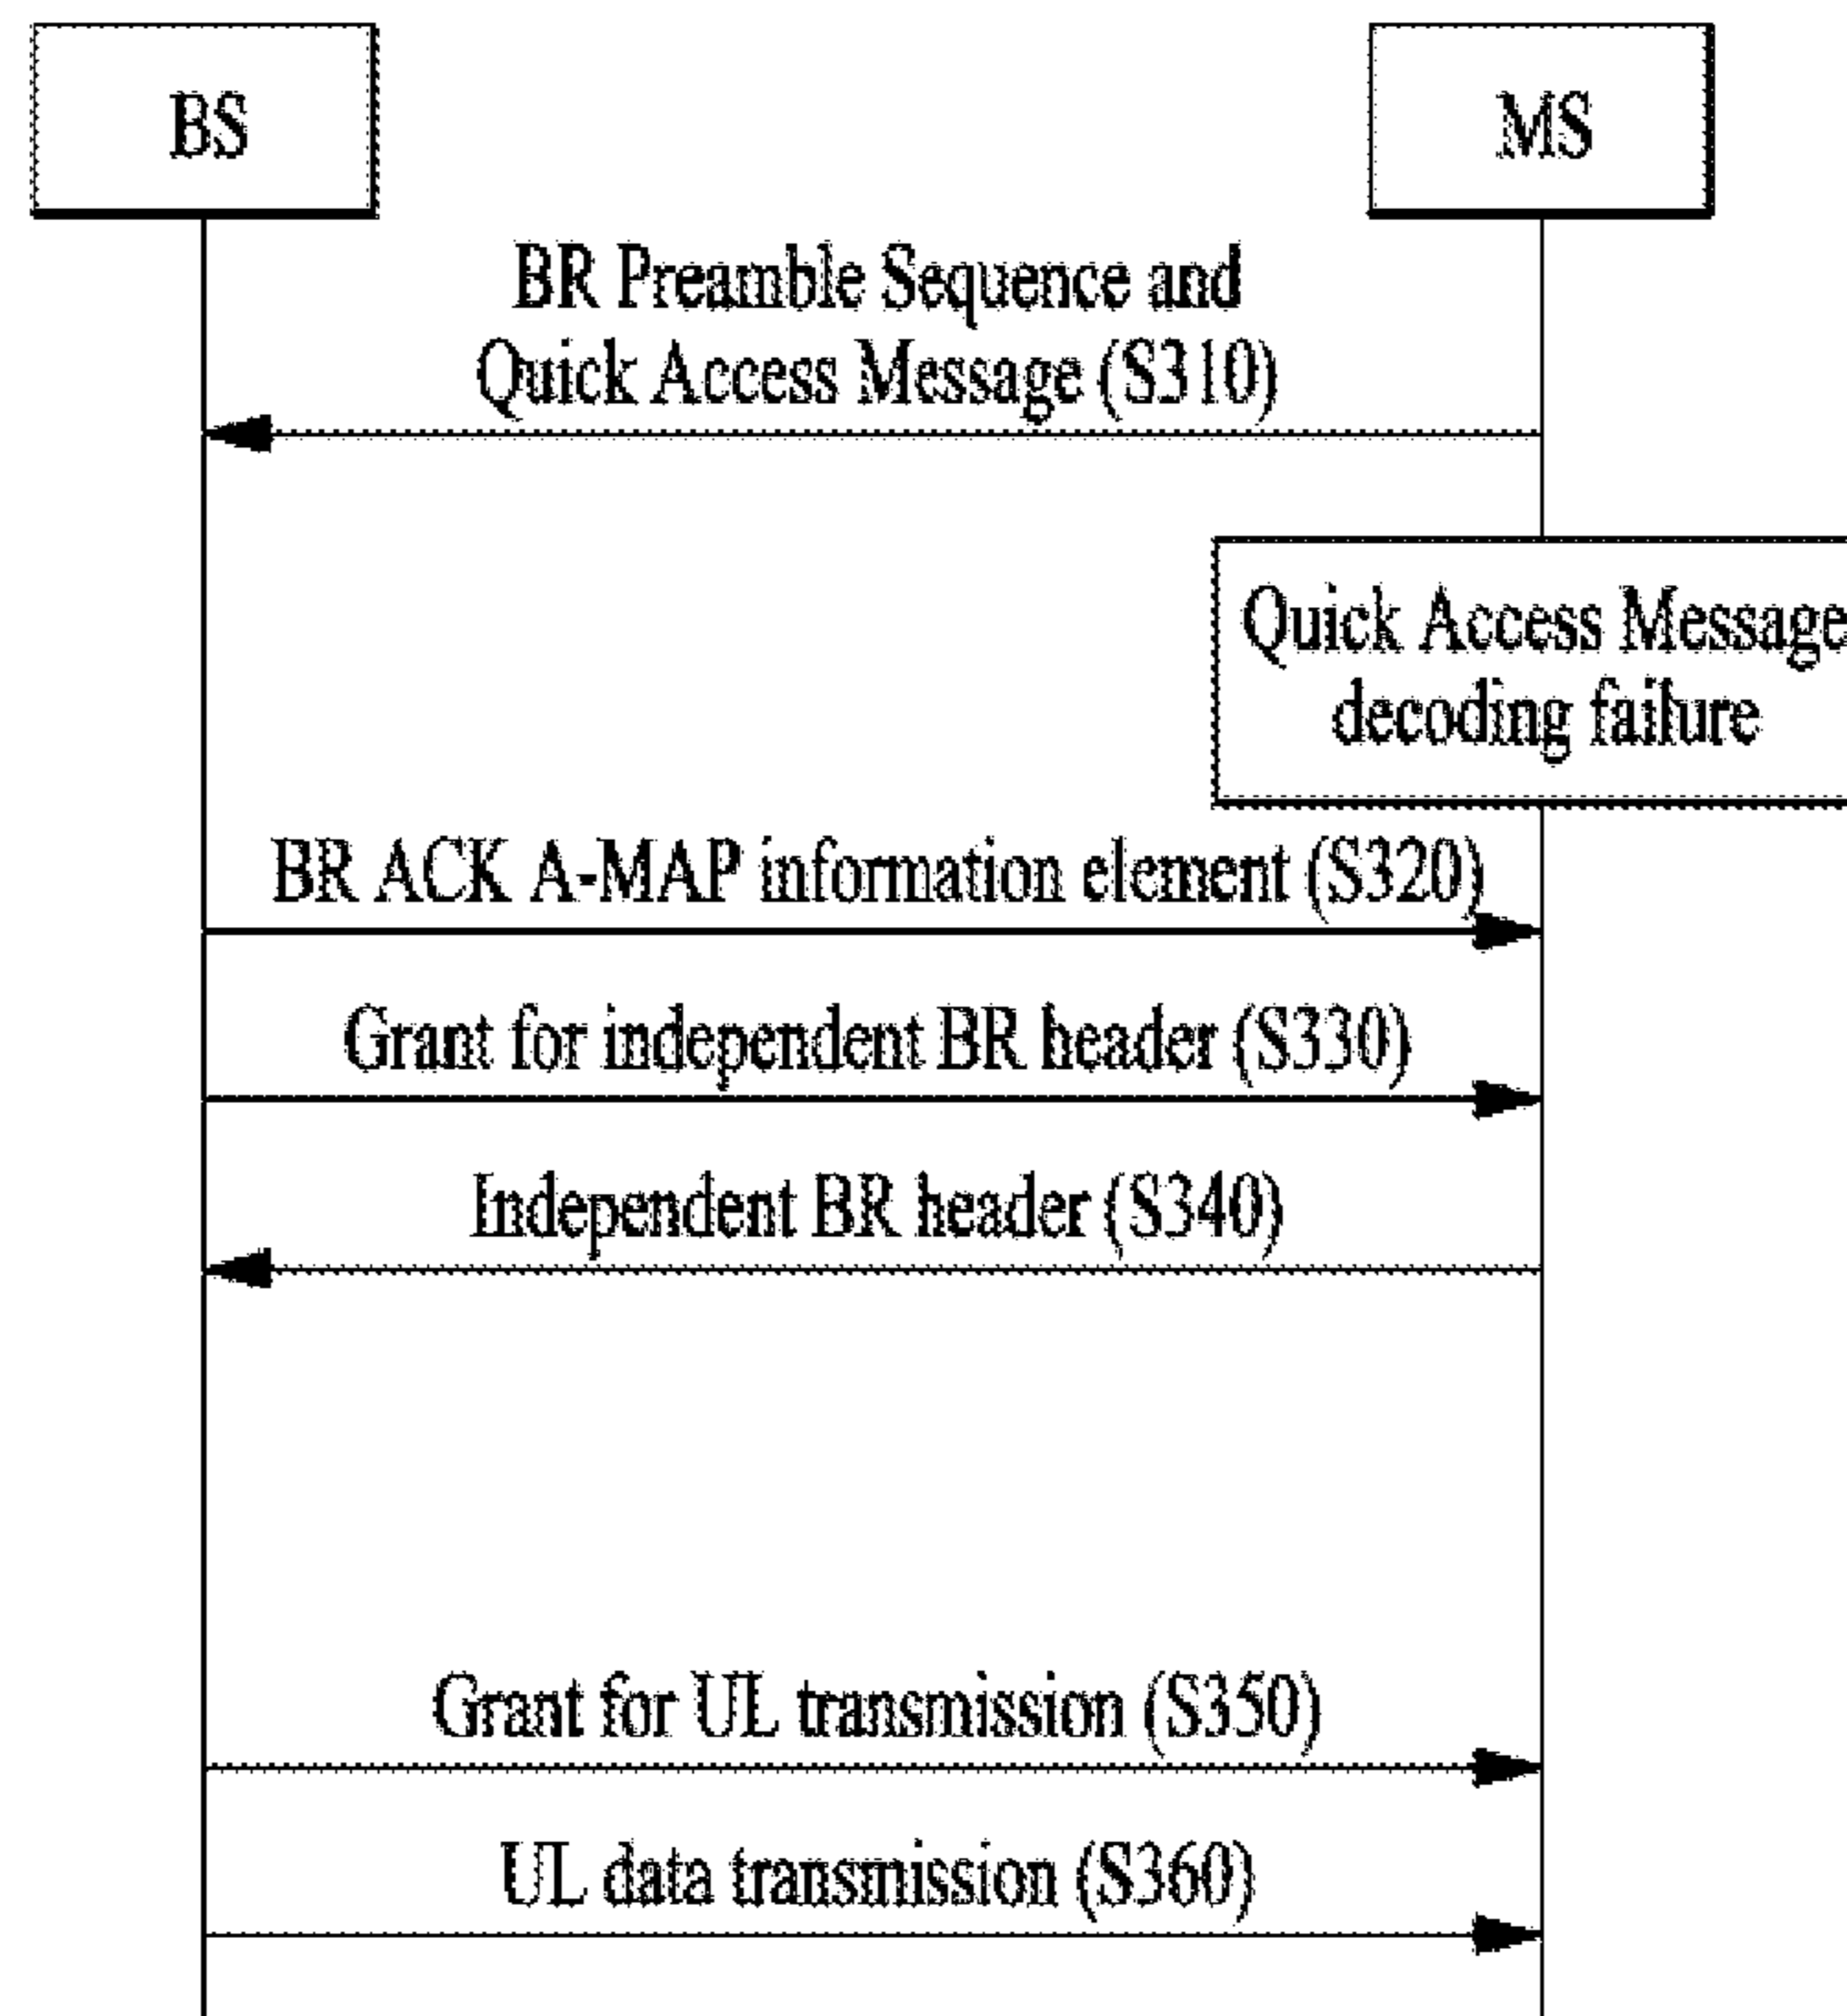 BS
MS
BR Preamble Sequence and
Quick Access Message (S310)
Quick Access Message
decoding failure
BR ACK A-MAP information element (S320)
Grant for independent BR header (S330)
Independent BR header (S340)
Grant for UL transmission (S350)
UL data transmission (S360)